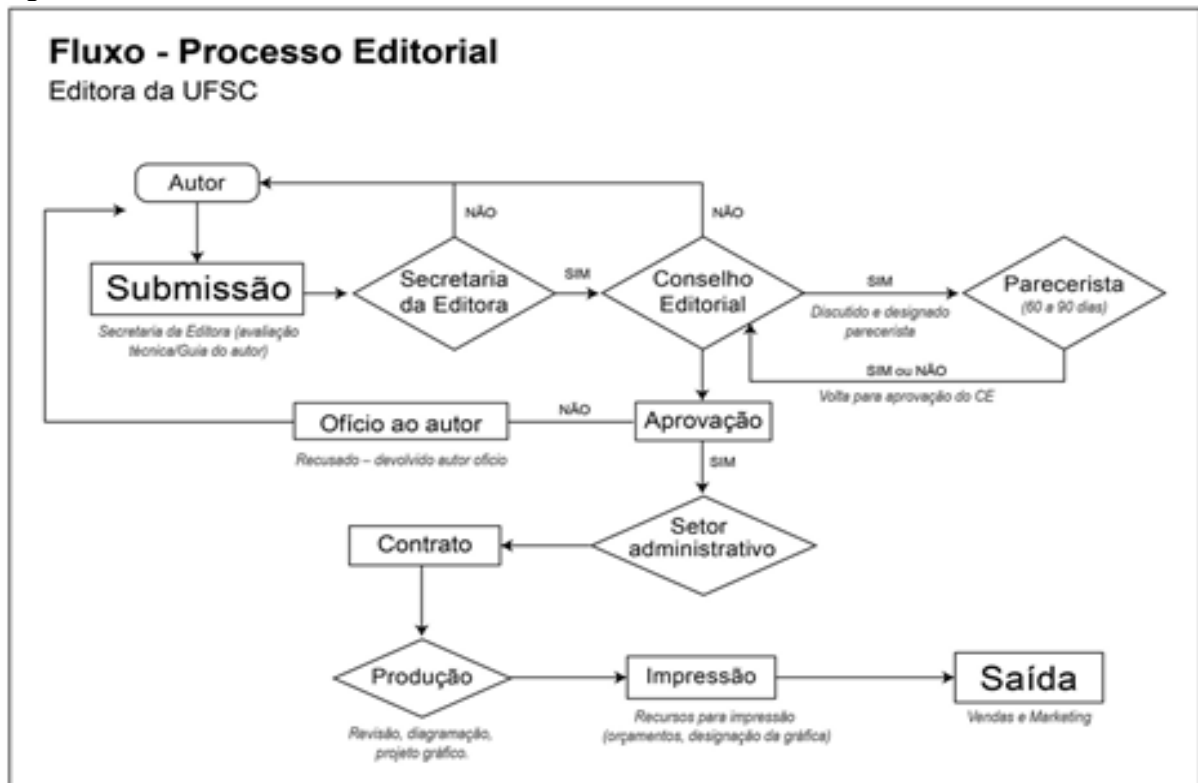 Fluxo - Processo Editorial
Editora da UFSC
Autor
NÃO
NÃO
Submissão
Secretaria da Editora (avaliação
técnica/Guia do autor)
Secretaria
da Editora
SIM
Conselho
Editorial
SIM
Discutido e designado
parecerista
Parecerista
(60 a 90 dias)
SIM ou NÃO
Volta para aprovação do CE
Ofício ao autor
Recusado – devolvido autor ofício
NÃO
Aprovação
SIM
Setor
administrativo
Contrato
Produção
Revisão, diagramação,
projeto gráfico.
Impressão
Recursos para impressão
(orçamentos, designação da gráfica)
Saída
Vendas e Marketing